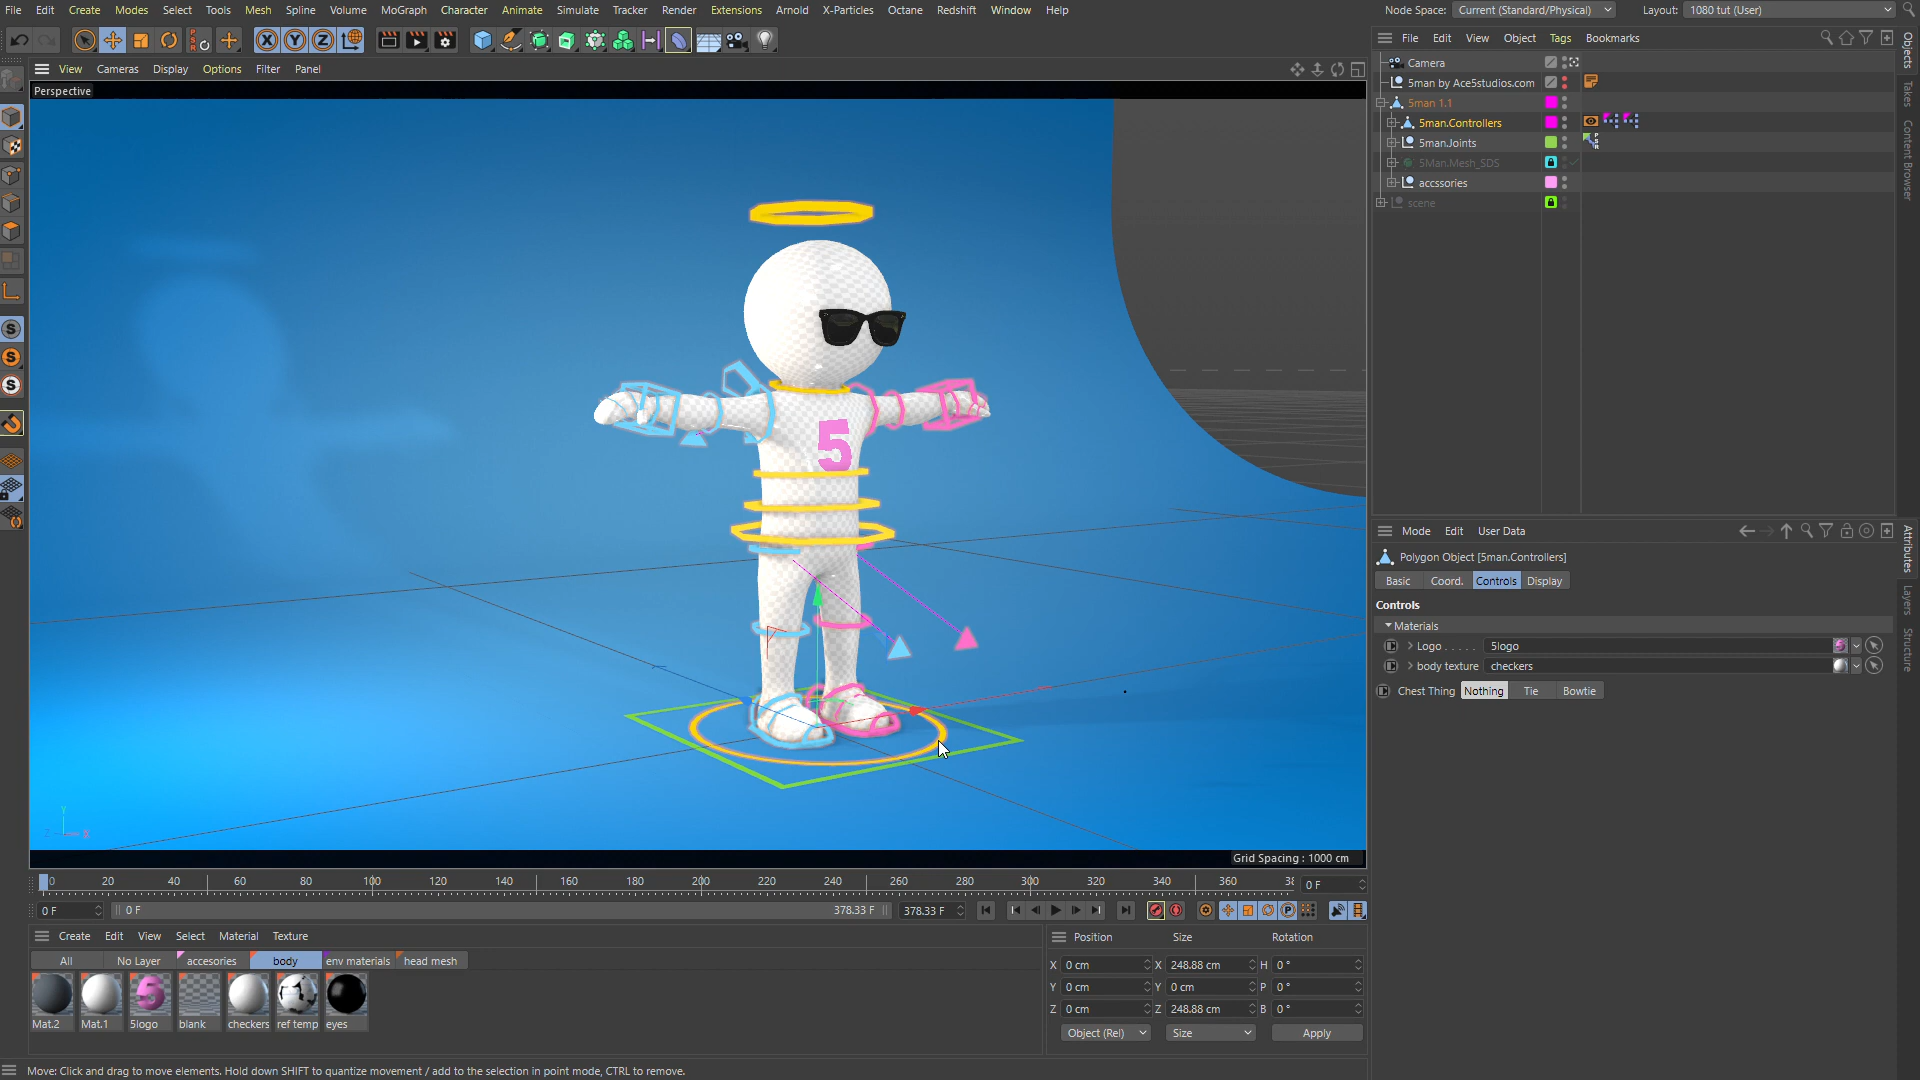 File Edit Create Modes Select Tools Mesh Spline Volume MoGraph Character Animate Simulate Tracker Render Extensions Arnold X-Particles Octane Redshift Window Help
Node Space: Current (Standard/Physical) Layout: 1080 tut (User)
File Edit View Object Tags Bookmarks
View Cameras Display Options Filter Panel
Perspective
Camera
5man by Ace5studios.com
5man 1.1
5man.Controllers
5man.Joints
5Man.Mesh_SDS
accssories
scene
Objects
Takes
Content Browser
5
Mode Edit User Data
Polygon Object [5man.Controllers]
Basic Coord. Controls Display
Controls
Materials
Logo . . . . . 5logo
body texture checkers
Chest Thing Nothing Tie Bowtie
Attributes
Layers
Structure
Y
Z X
Grid Spacing : 1000 cm
0 20 40 60 80 100 120 140 160 180 200 220 240 260 280 300 320 340 360 38 0 F
0 F 0 F 378.33 F 378.33 F
Create Edit View Select Material Texture
All No Layer accesories body env materials head mesh
Mat.2 Mat.1 5logo blank checkers ref temp eyes
Position Size Rotation
X 0 cm X 248.88 cm H 0 °
Y 0 cm Y 0 cm P 0 °
Z 0 cm Z 248.88 cm B 0 °
Object (Rel) Size Apply
Move: Click and drag to move elements. Hold down SHIFT to quantize movement / add to the selection in point mode, CTRL to remove.